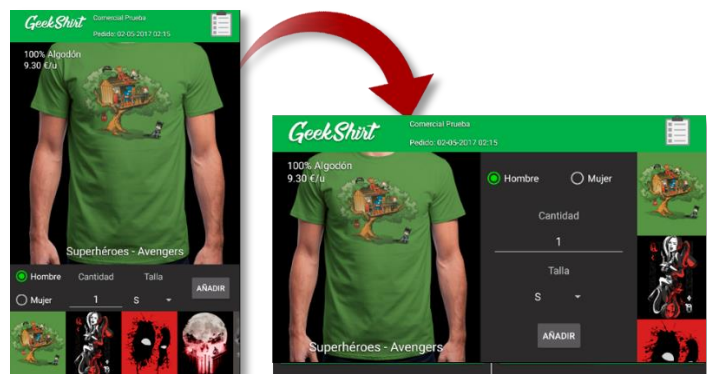 GeekShirt
Comercial Prueba
Pedido: 02-05-2017 02:15
100% Algodón
9.30 €/u
Superhéroes - Avengers
Hombre
Cantidad
Talla
Mujer
1
S
AÑADIR
GeekShirt
Comercial Prueba
Pedido: 02-05-2017 02:15
100% Algodón
9.30 €/u
Hombre
Mujer
Cantidad
1
Talla
S
AÑADIR
Superhéroes - Avengers